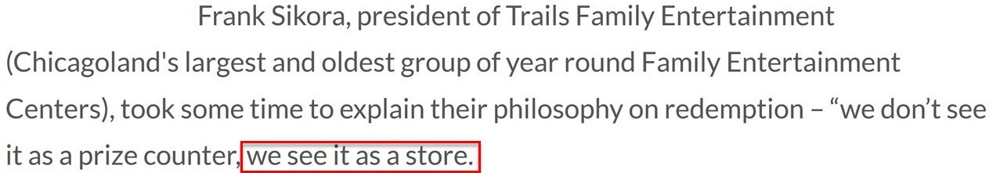 Frank Sikora, president of Trails Family Entertainment
(Chicagoland's largest and oldest group of year round Family Entertainment
Centers), took some time to explain their philosophy on redemption – “we don’t see
it as a prize counter, we see it as a store.